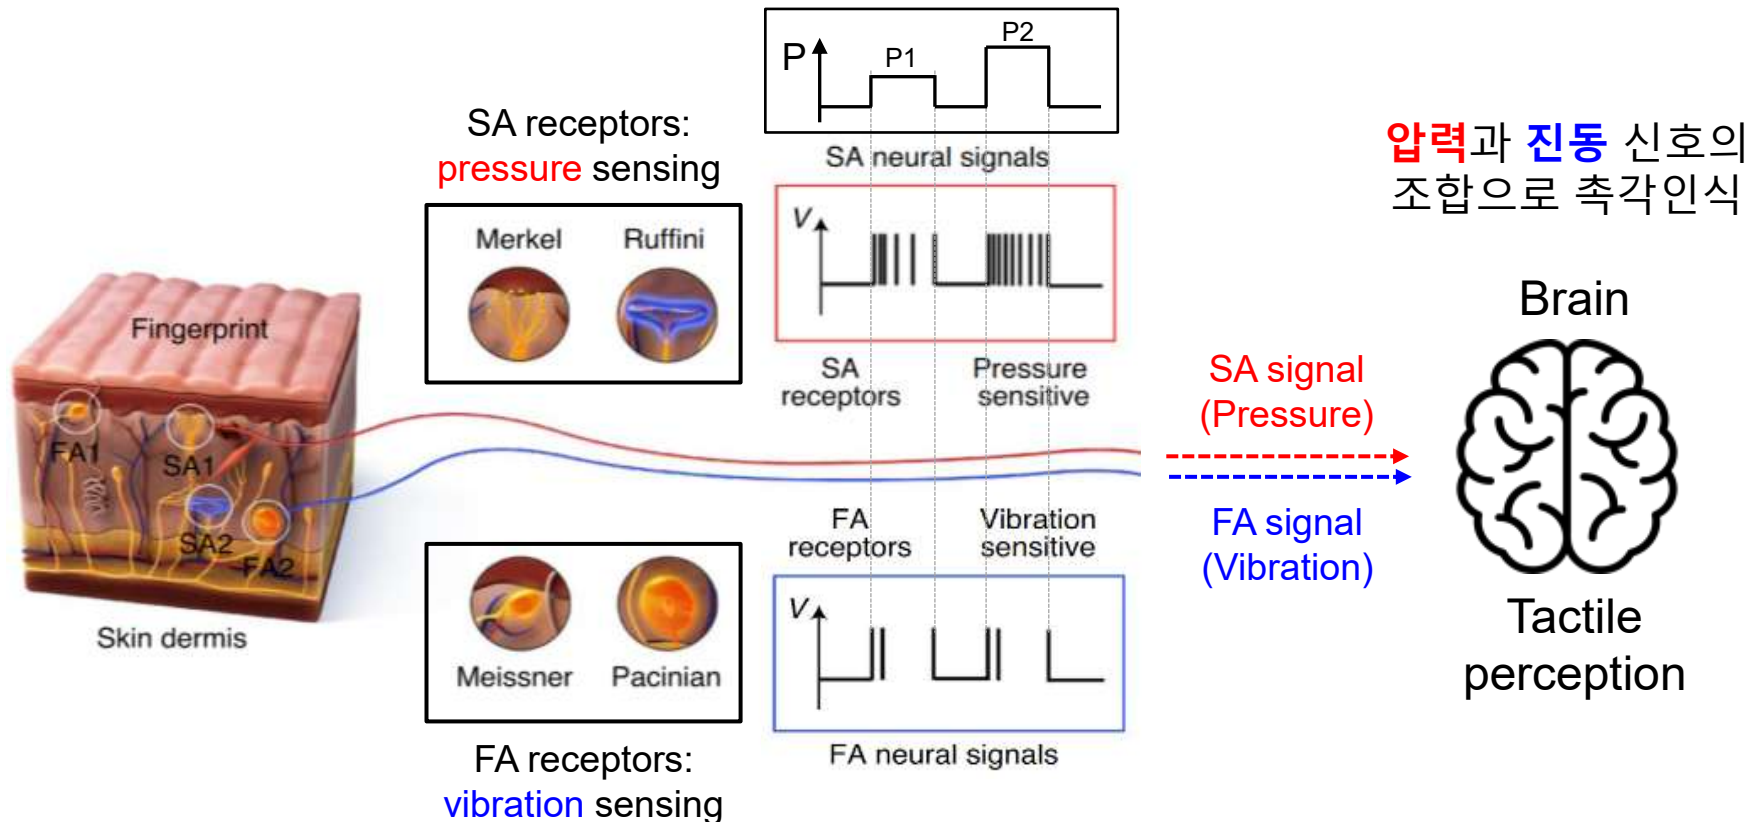 P
P1
P2
SA receptors:
pressure sensing
SA neural signals
압력과 진동 신호의
조합으로 촉각인식
Merkel
Ruffini
V
Fingerprint
Brain
SA
receptors
Pressure
sensitive
SA signal
(Pressure)
FA1
SA1
SA2
FA2
FA
receptors
Vibration
sensitive
FA signal
(Vibration)
Skin dermis
Meissner
Pacinian
V
Tactile
perception
FA neural signals
FA receptors:
vibration sensing